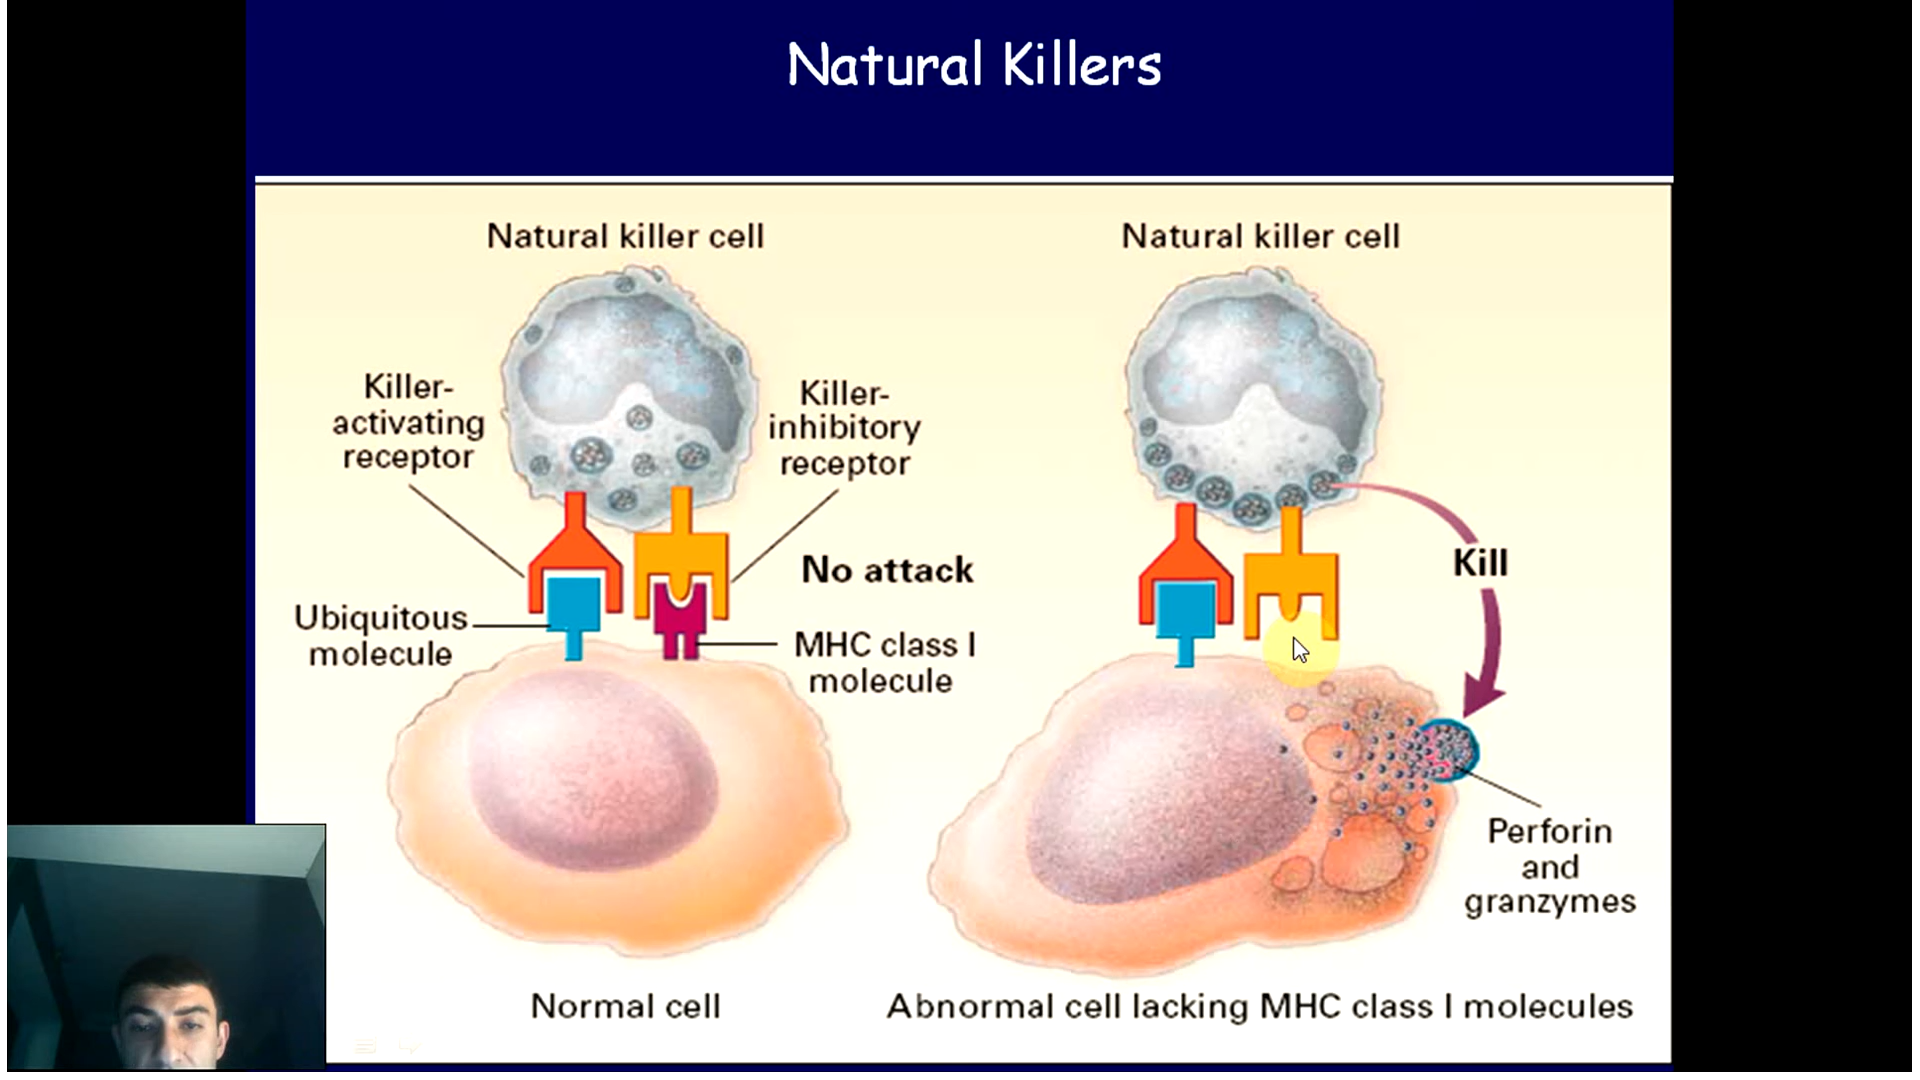 Natural Killers
Natural killer cell
Killer-
activating
receptor
Killer-
inhibitory
receptor
No attack
Ubiquitous
molecule
MHC class I
molecule
Normal cell
Natural killer cell
Kill
Perforin
and
granzymes
Abnormal cell lacking MHC class I molecules